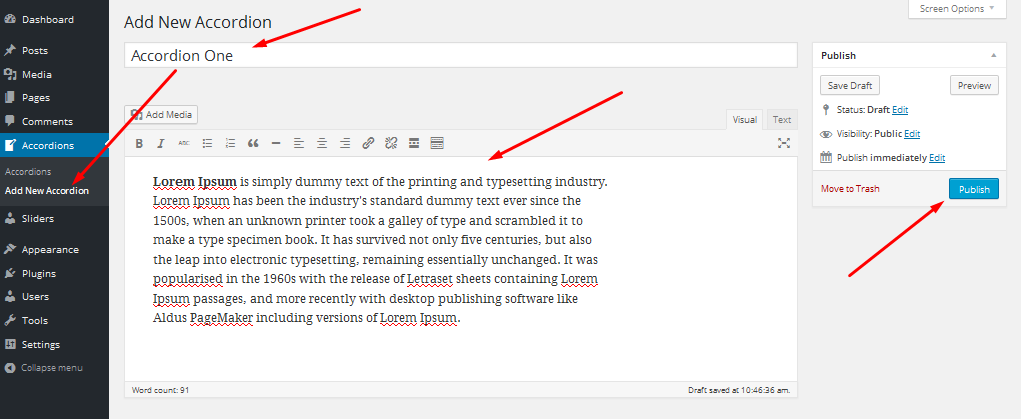 Dashboard
Posts
Media
Pages
Comments
Accordions
Accordions
Add New Accordion
Sliders
Appearance
Plugins
Users
Tools
Settings
Collapse menu
Screen Options
Add New Accordion
Accordion One
Add Media
Visual Text
B I ABC
Lorem Ipsum is simply dummy text of the printing and typesetting industry.
Lorem Ipsum has been the industry's standard dummy text ever since the
1500s, when an unknown printer took a galley of type and scrambled it to
make a type specimen book. It has survived not only five centuries, but also
the leap into electronic typesetting, remaining essentially unchanged. It was
popularised in the 1960s with the release of Letraset sheets containing Lorem
Ipsum passages, and more recently with desktop publishing software like
Aldus PageMaker including versions of Lorem Ipsum.
Word count: 91 Draft saved at 10:46:36 am.
Publish
Save Draft Preview
Status: Draft Edit
Visibility: Public Edit
Publish immediately Edit
Move to Trash Publish